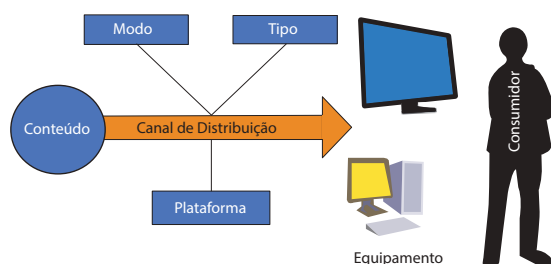 Modo
Tipo
Conteúdo
Canal de Distribuição
Plataforma
Equipamento
Consumidor